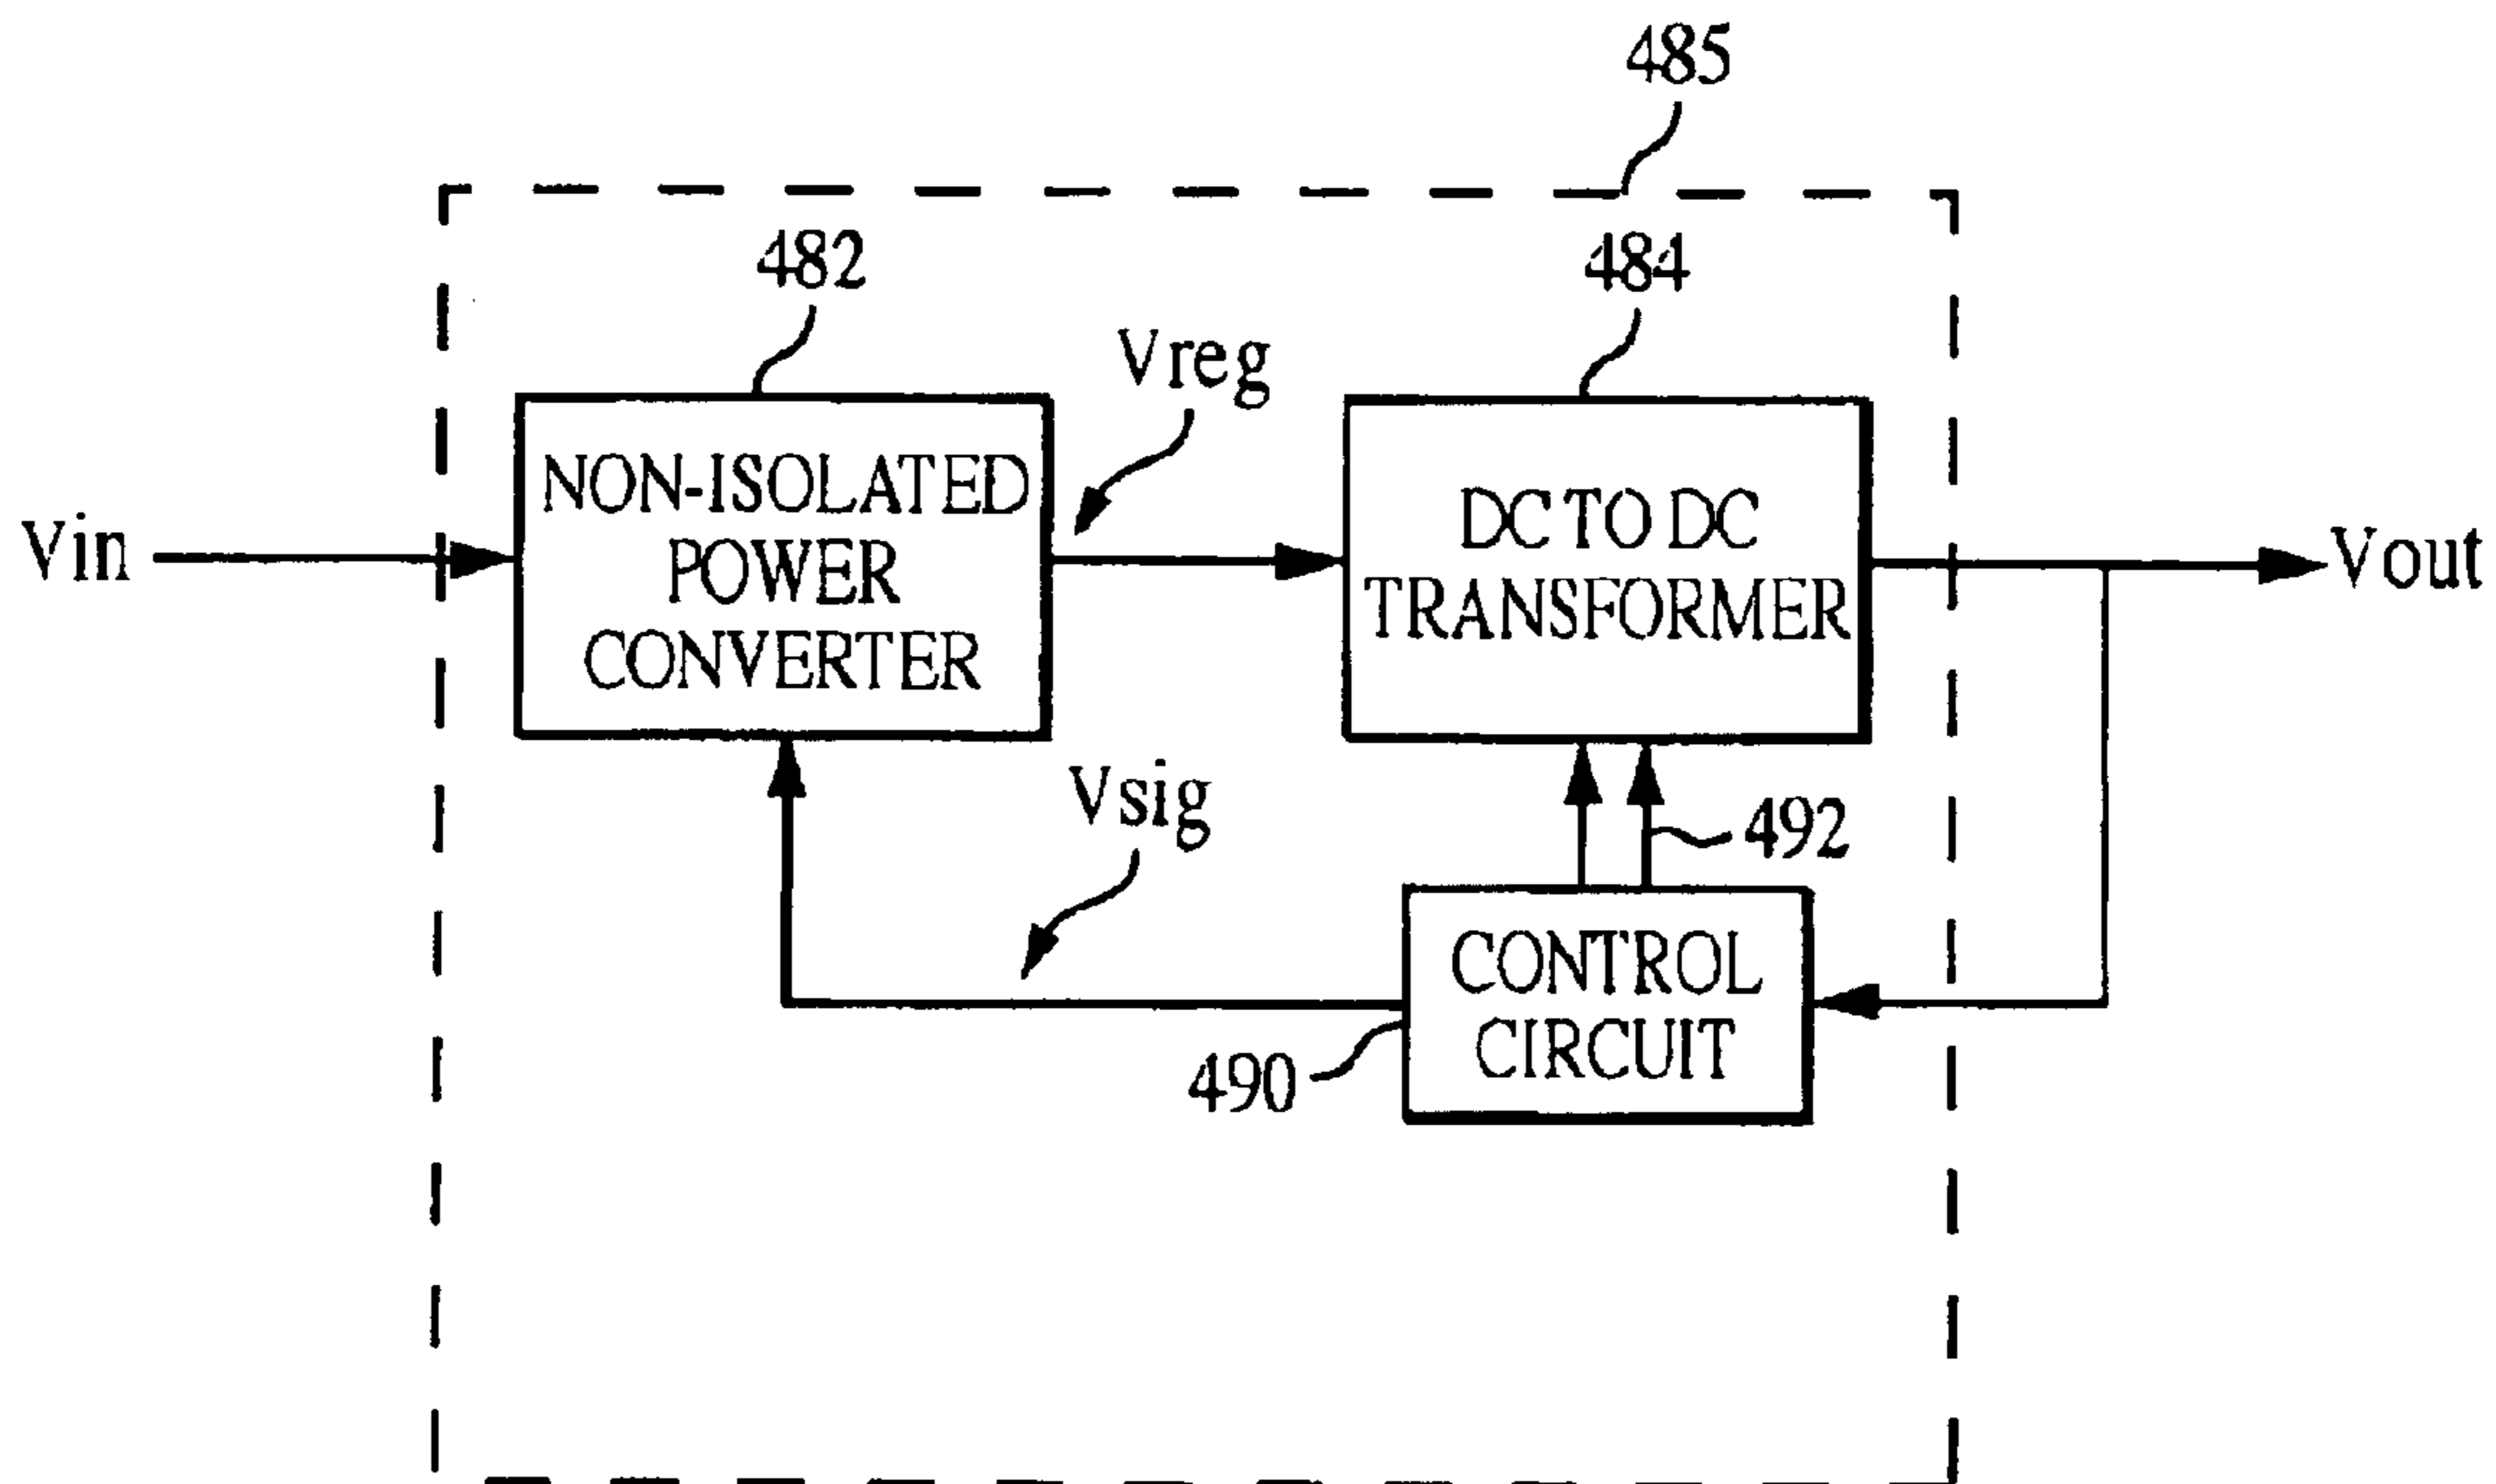 485
482
484
Vreg
NON-ISOLATED
POWER
CONVERTER
DC TO DC
TRANSFORMER
Vin
Vout
Vsig
492
CONTROL
CIRCUIT
490